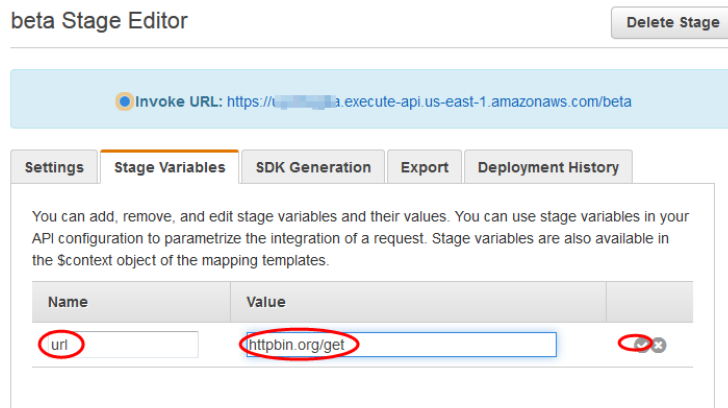 beta Stage Editor
Delete Stage
Invoke URL: https://u a.execute-api.us-east-1.amazonaws.com/beta
Settings
Stage Variables
SDK Generation
Export
Deployment History
You can add, remove, and edit stage variables and their values. You can use stage variables in your
API configuration to parametrize the integration of a request. Stage variables are also available in
the $context object of the mapping templates.
Name
Value
url
httpbin.org/get